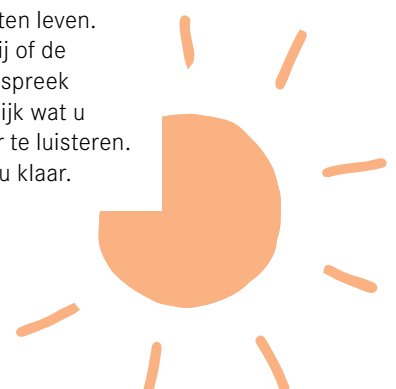 ten leven.
ij of de
spreek
ijk wat u
r te luisteren.
u klaar.